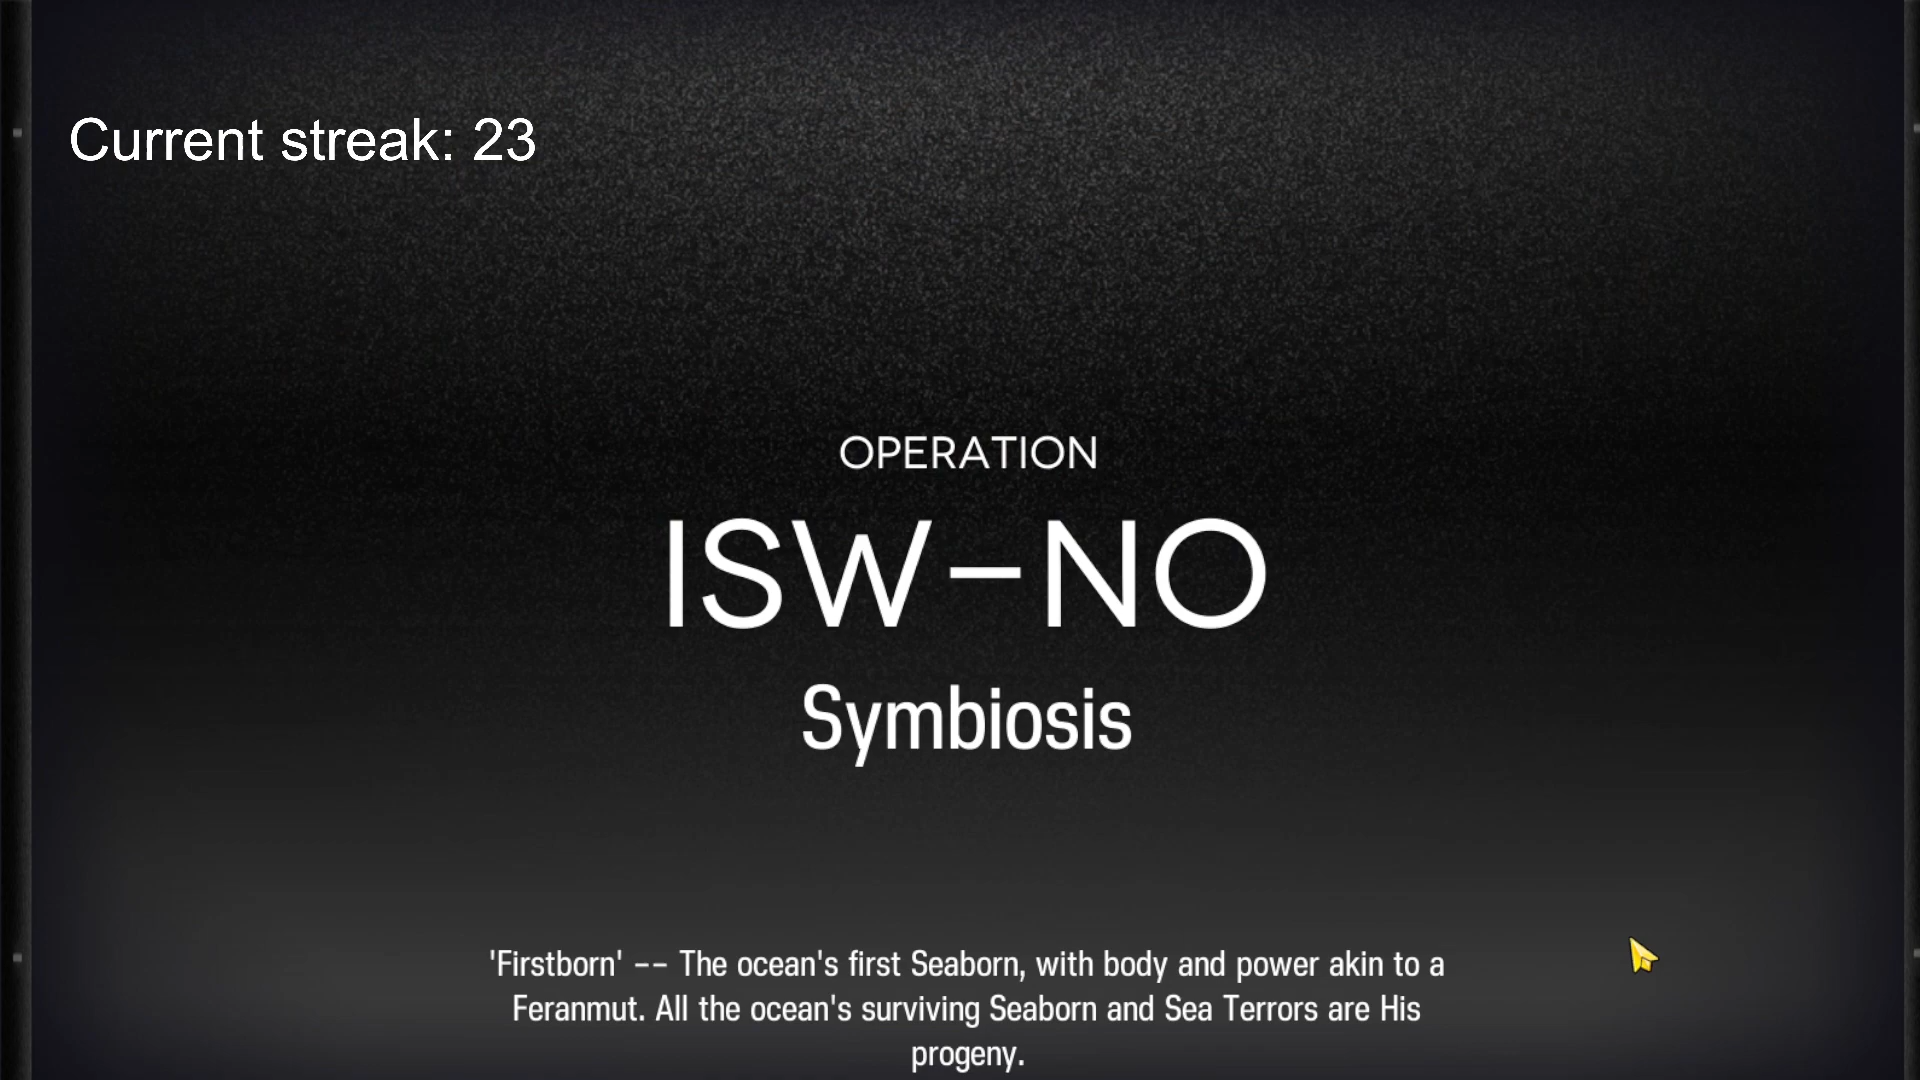 Current streak: 23
OPERATION
ISW-NO
Symbiosis
'Firstborn' -- The ocean's first Seaborn, with body and power akin to a
Feranmut. All the ocean's surviving Seaborn and Sea Terrors are His
progeny.